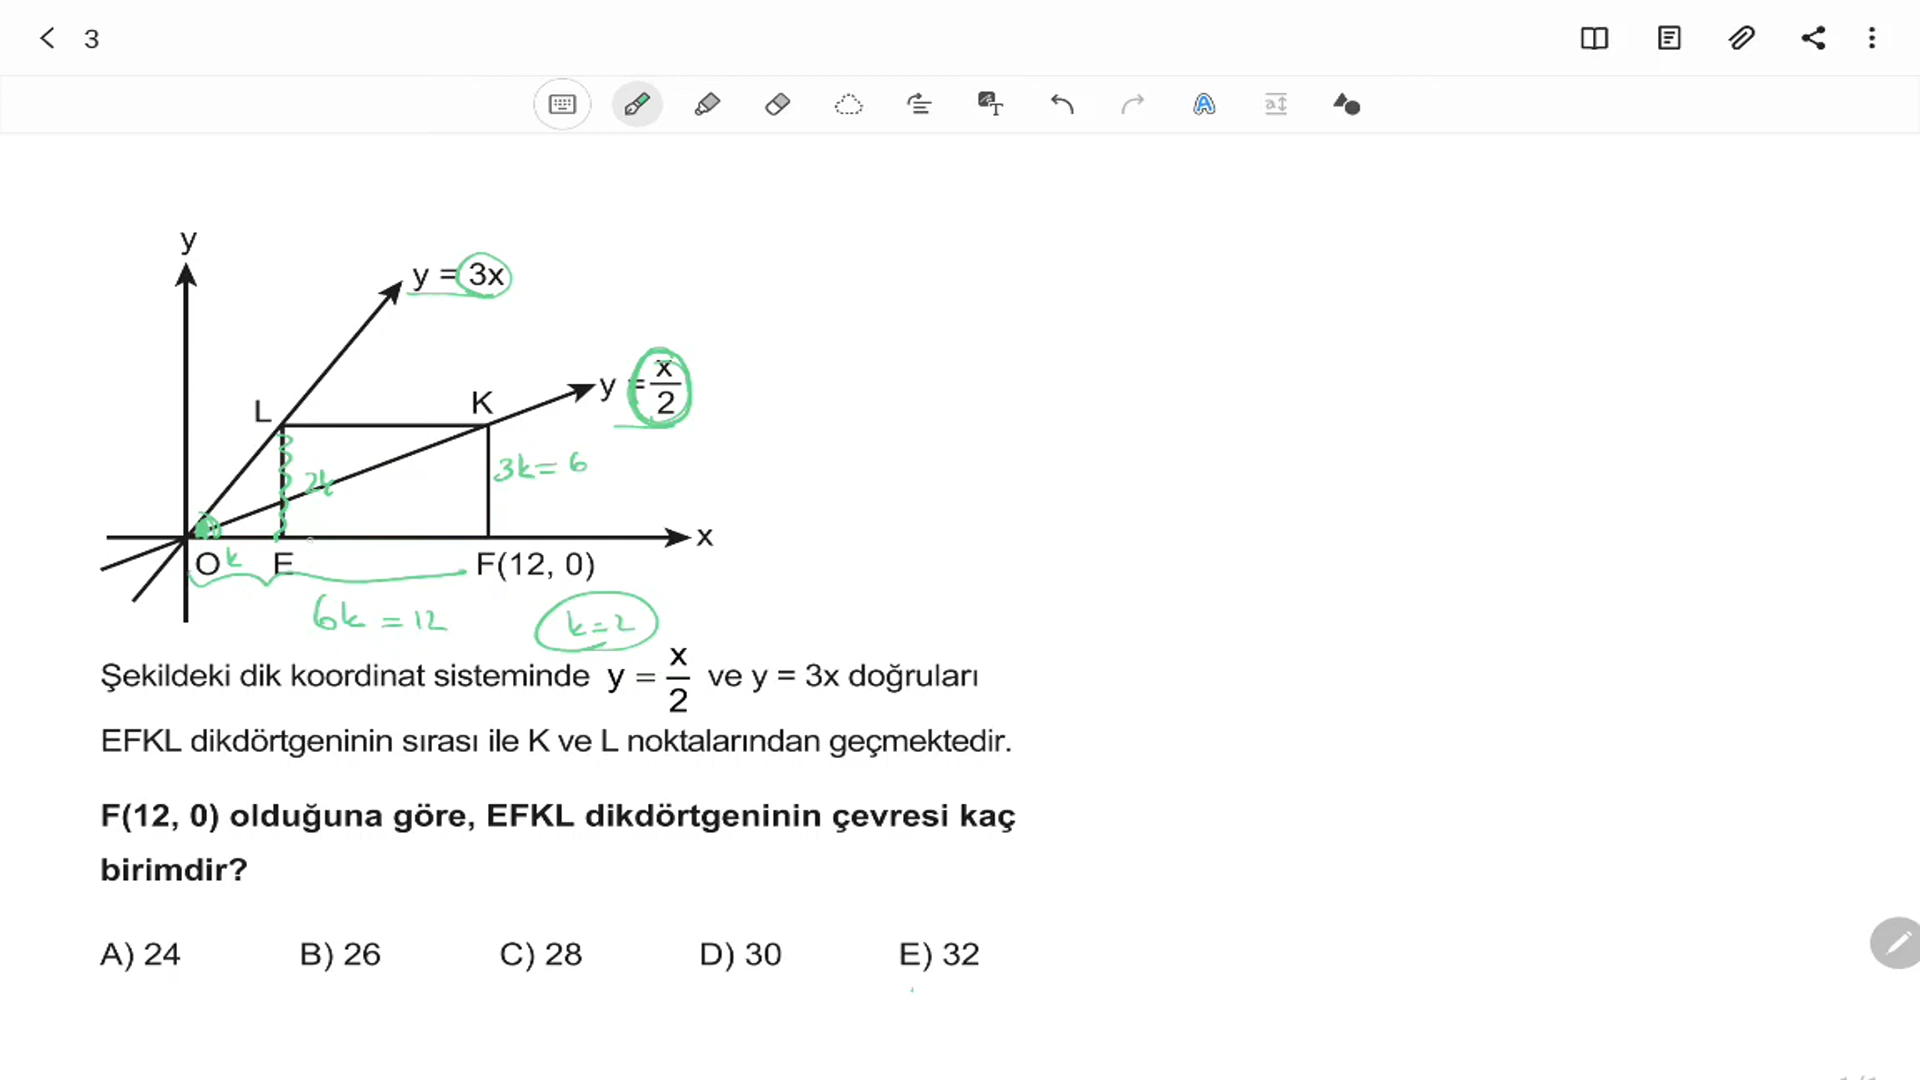 3
y
y = 3x
y = x/2
L
K
3k = 6
O
k
E
F(12, 0)
x
6k = 12
k = 2
Şekildeki dik koordinat sisteminde y = x/2 ve y = 3x doğruları
EFKL dikdörtgeninin sırası ile K ve L noktalarından geçmektedir.
F(12, 0) olduğuna göre, EFKL dikdörtgeninin çevresi kaç
birimdir?
A) 24 B) 26 C) 28 D) 30 E) 32